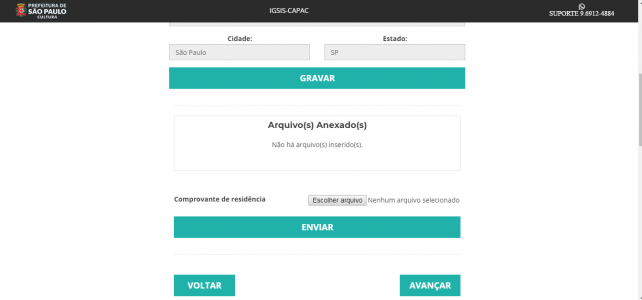 PREFEITURA DE
SÃO PAULO
CULTURA
IGSIS-CAPAC
SUPORTE 9.6912-4884
Cidade:
Estado:
São Paulo
SP
GRAVAR
Arquivo(s) Anexado(s)
Não há arquivo(s) inserido(s).
Comprovante de residência
Escolher arquivo Nenhum arquivo selecionado
ENVIAR
VOLTAR
AVANÇAR